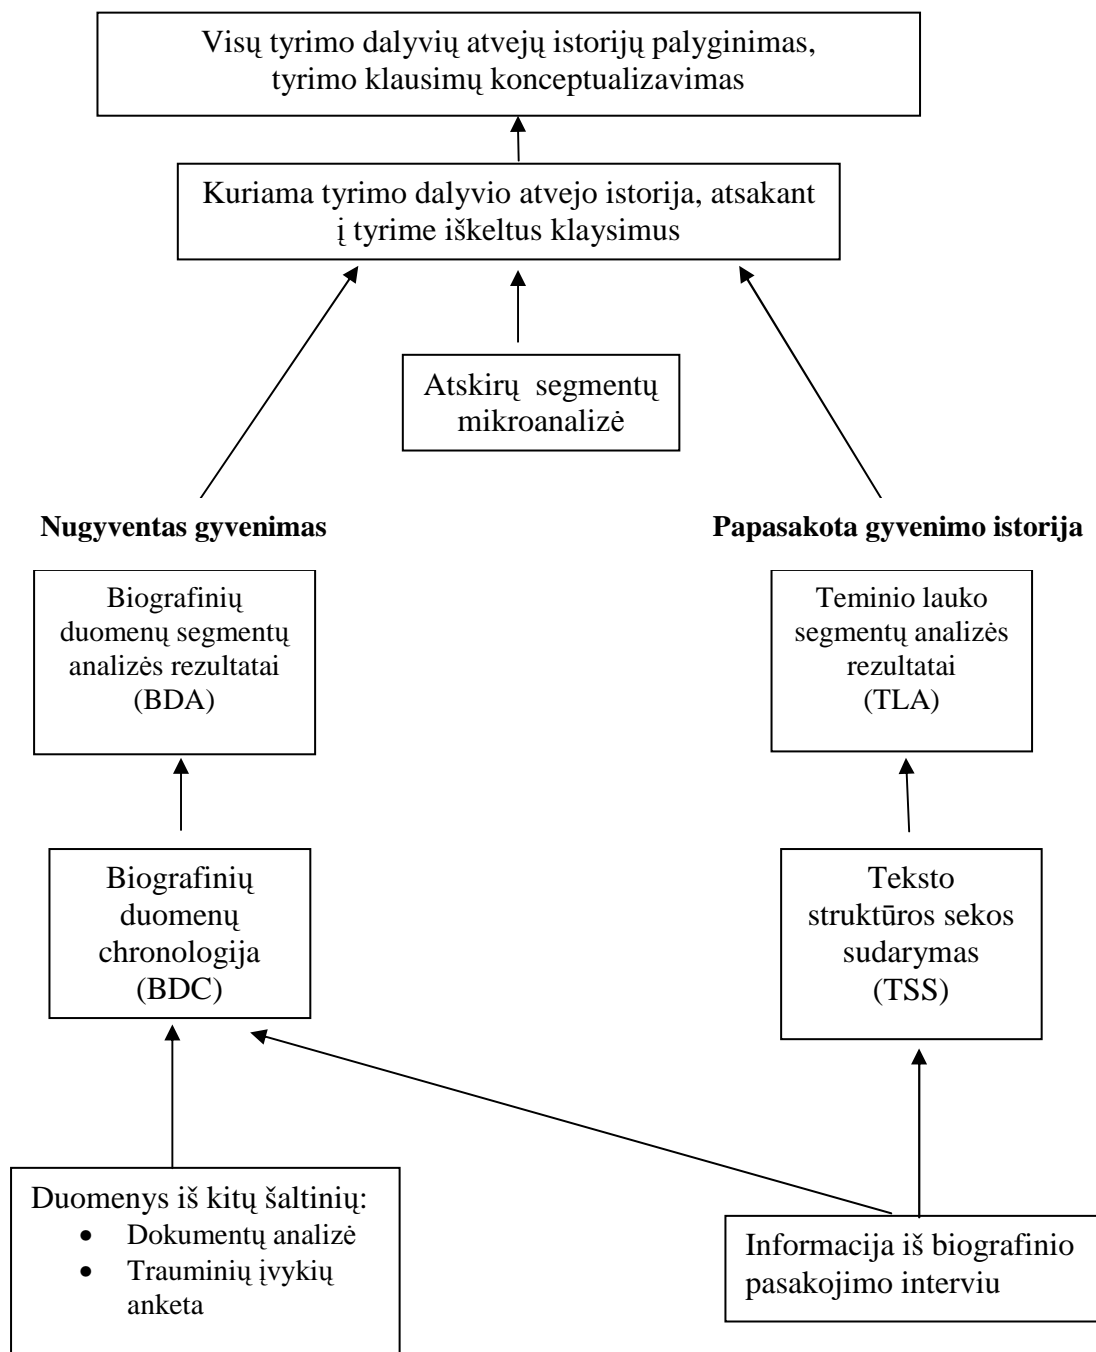 Visų tyrimo dalyvių atvejų istorijų palyginimas,
tyrimo klausimų konceptualizavimas
Kuriama tyrimo dalyvio atvejo istorija, atsakant
į tyrime iškeltus klaysimus
Atskirų segmentų
mikroanalizė
Nugyventas gyvenimas
Papasakota gyvenimo istorija
Biografinių
duomenų segmentų
analizės rezultatai
(BDA)
Teminio lauko
segmentų analizės
rezultatai
(TLA)
Biografinių
duomenų
chronologija
(BDC)
Teksto
struktūros sekos
sudarymas
(TSS)
Duomenys iš kitų šaltinių:
• Dokumentų analizė
• Trauminių įvykių
anketa
Informacija iš biografinio
pasakojimo interviu